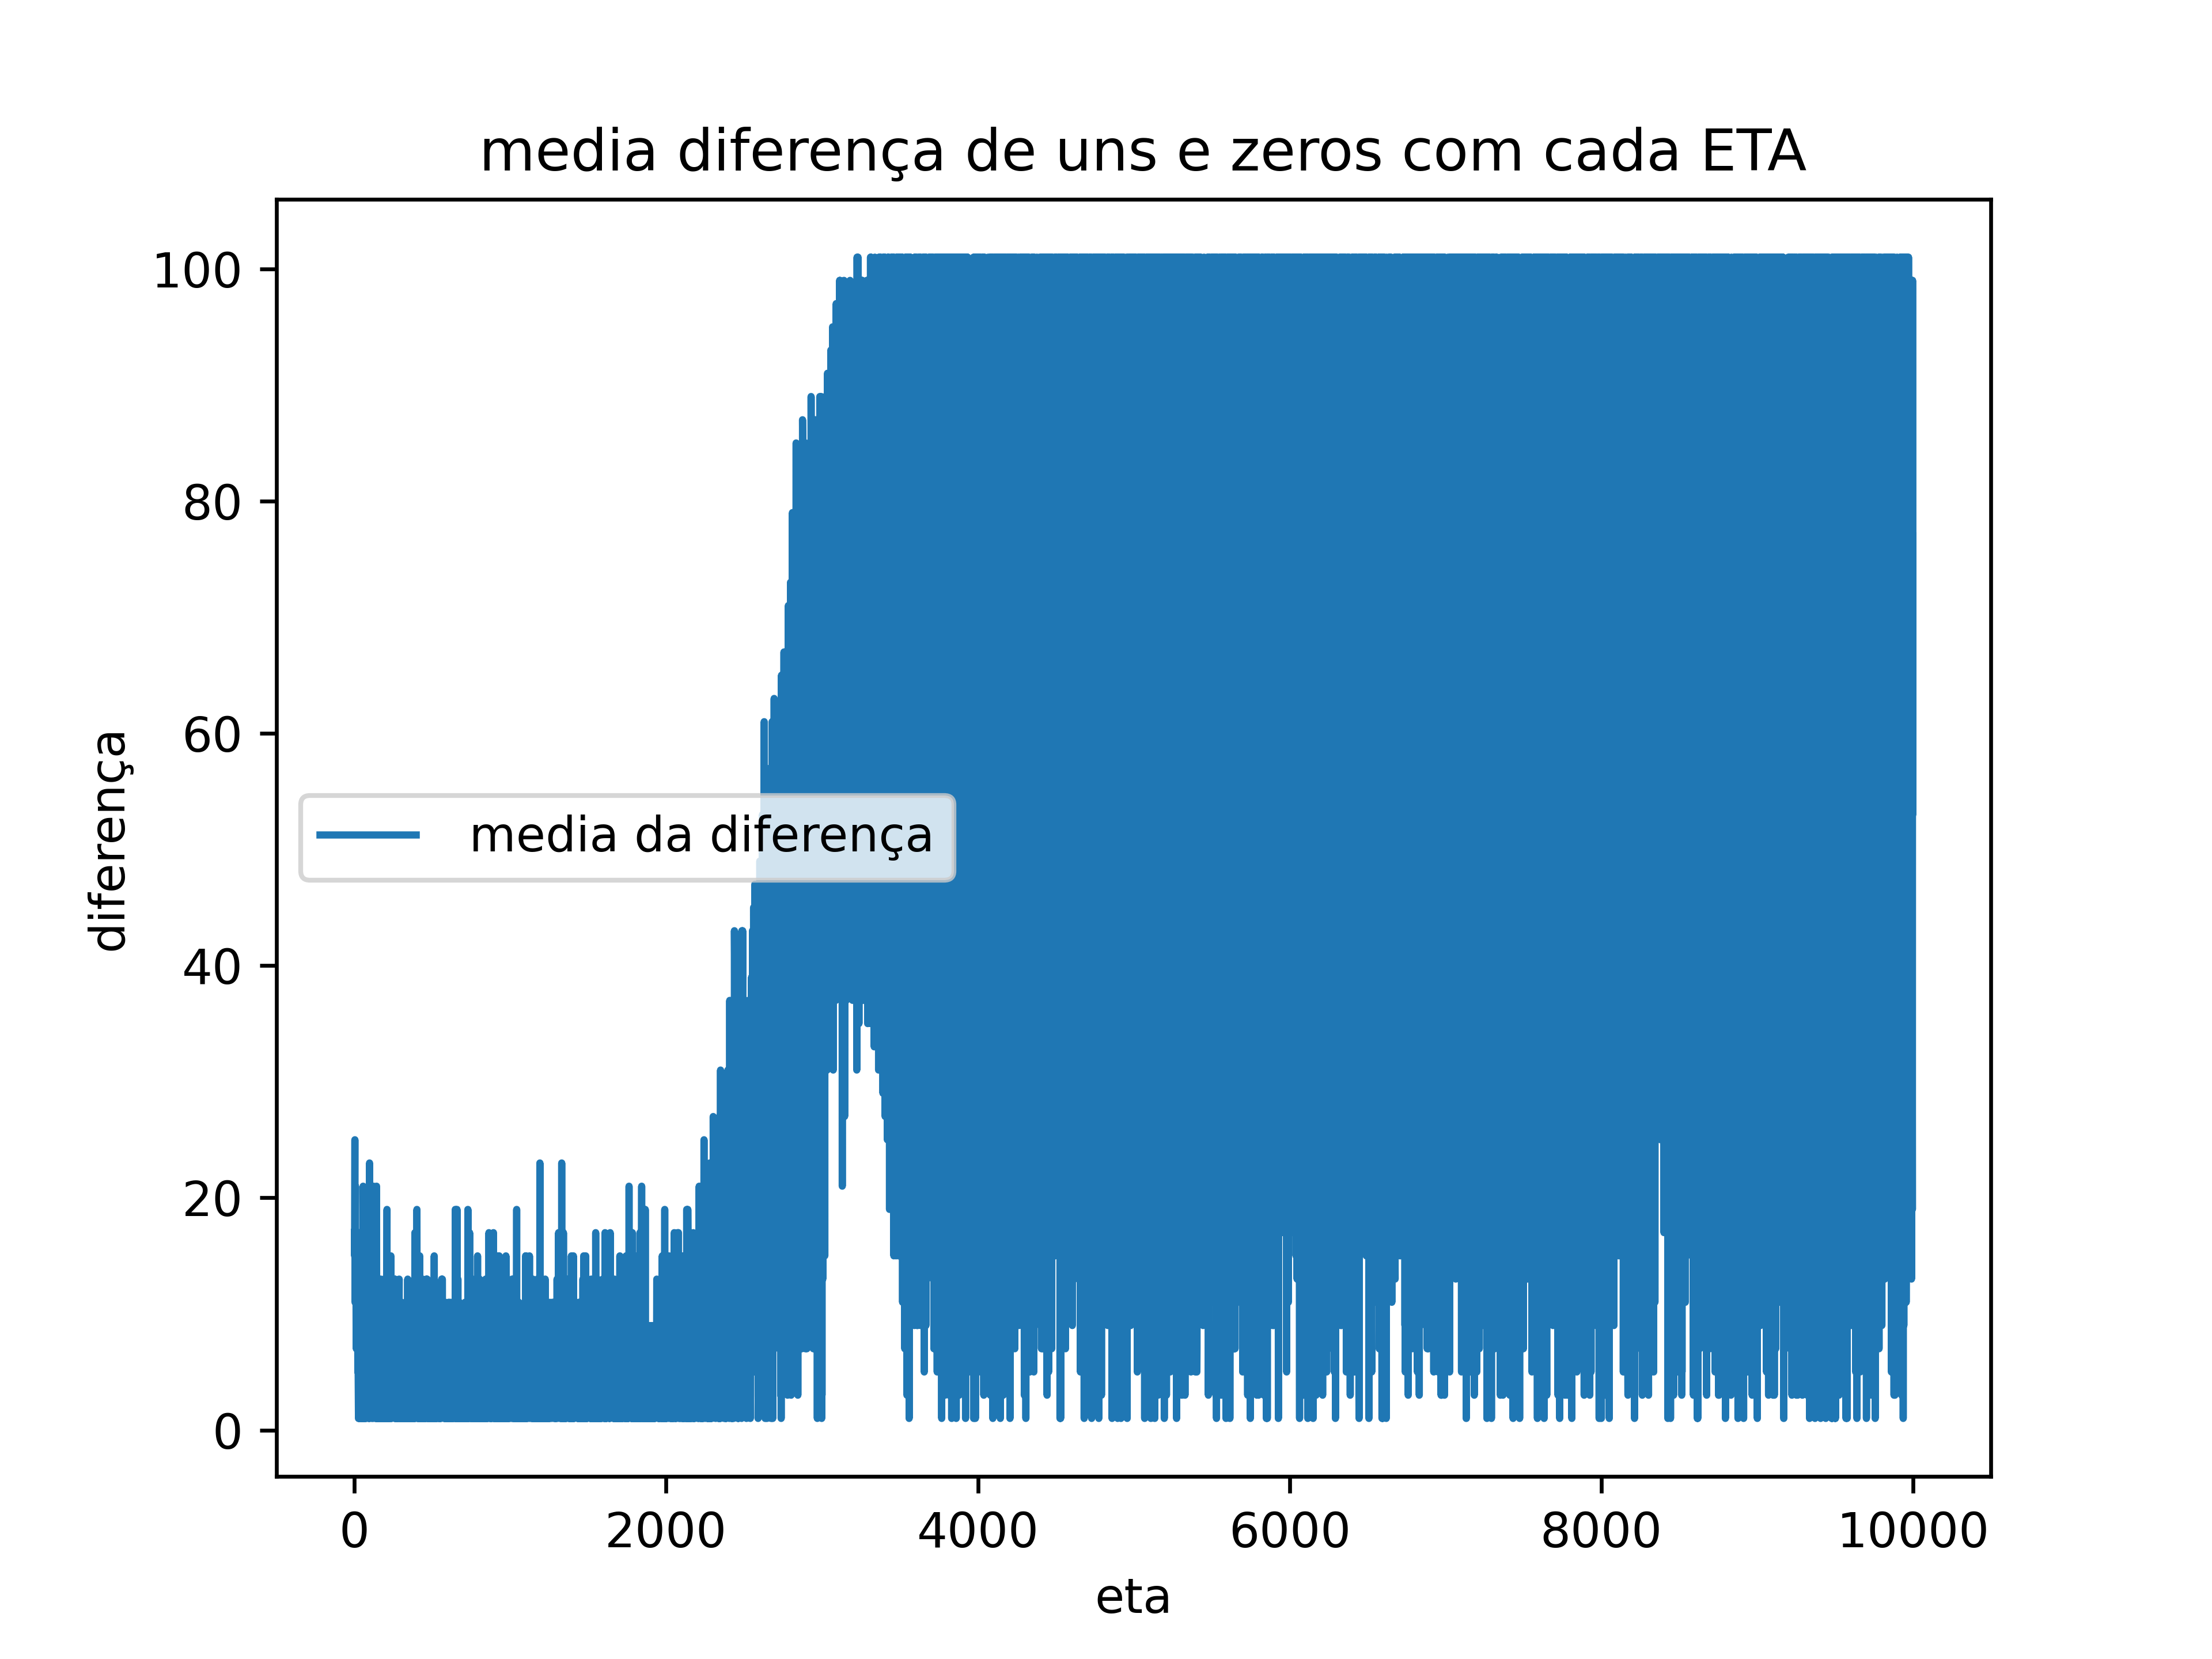 media diferença de uns e zeros com cada ETA
100
80
60
40
20
0
diferença
media da diferença
0 2000 4000 6000 8000 10000
eta